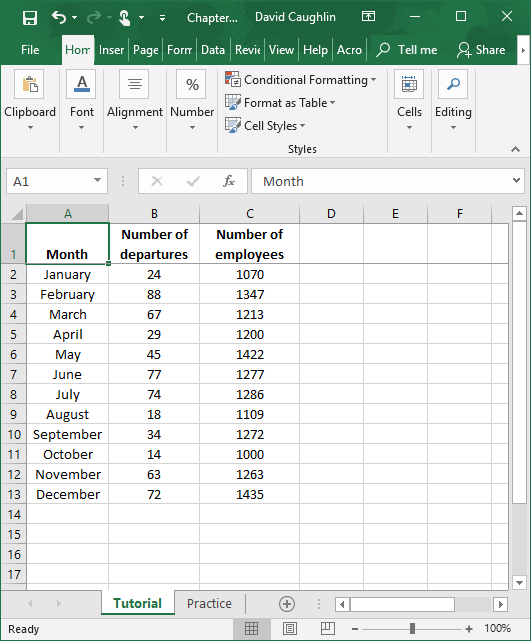 Chapter... David Caughlin
File Hom Inser Page Form Data Revie View Help Acro Tell me Share
Clipboard Font Alignment Number Conditional Formatting Format as Table Cell Styles Cells Editing
Styles
A1 fx Month
A B C D E F
1 Month Number of departures Number of employees
2 January 24 1070
3 February 88 1347
4 March 67 1213
5 April 29 1200
6 May 45 1422
7 June 77 1277
8 July 74 1286
9 August 18 1109
10 September 34 1272
11 October 14 1000
12 November 63 1263
13 December 72 1435
14
15
16
17
Tutorial Practice
Ready 100%